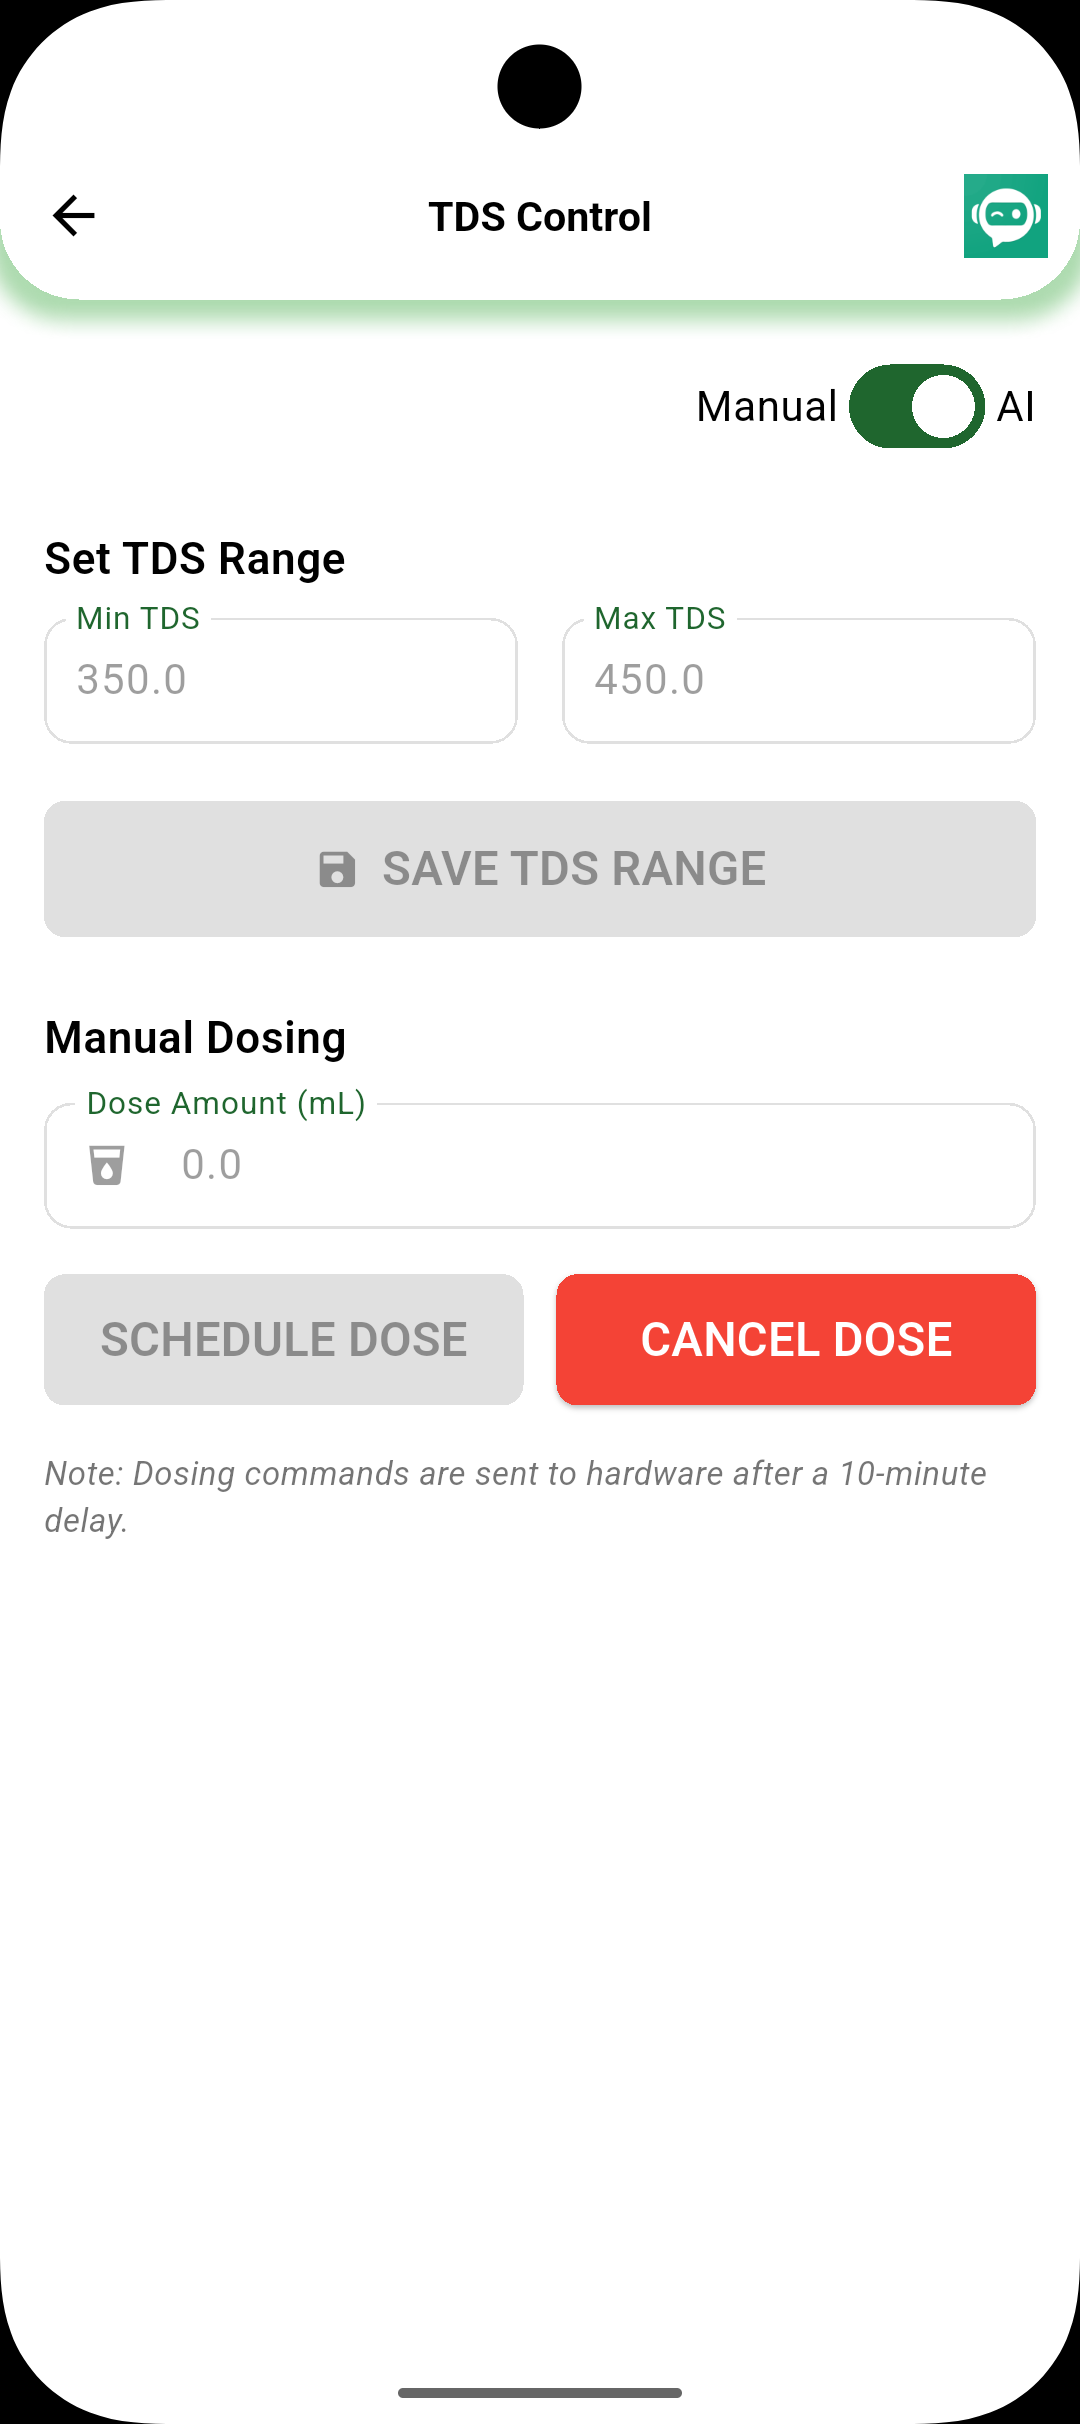 TDS Control
Manual AI
Set TDS Range
Min TDS Max TDS
350.0 450.0
SAVE TDS RANGE
Manual Dosing
Dose Amount (mL)
0.0
SCHEDULE DOSE CANCEL DOSE
Note: Dosing commands are sent to hardware after a 10-minute
delay.